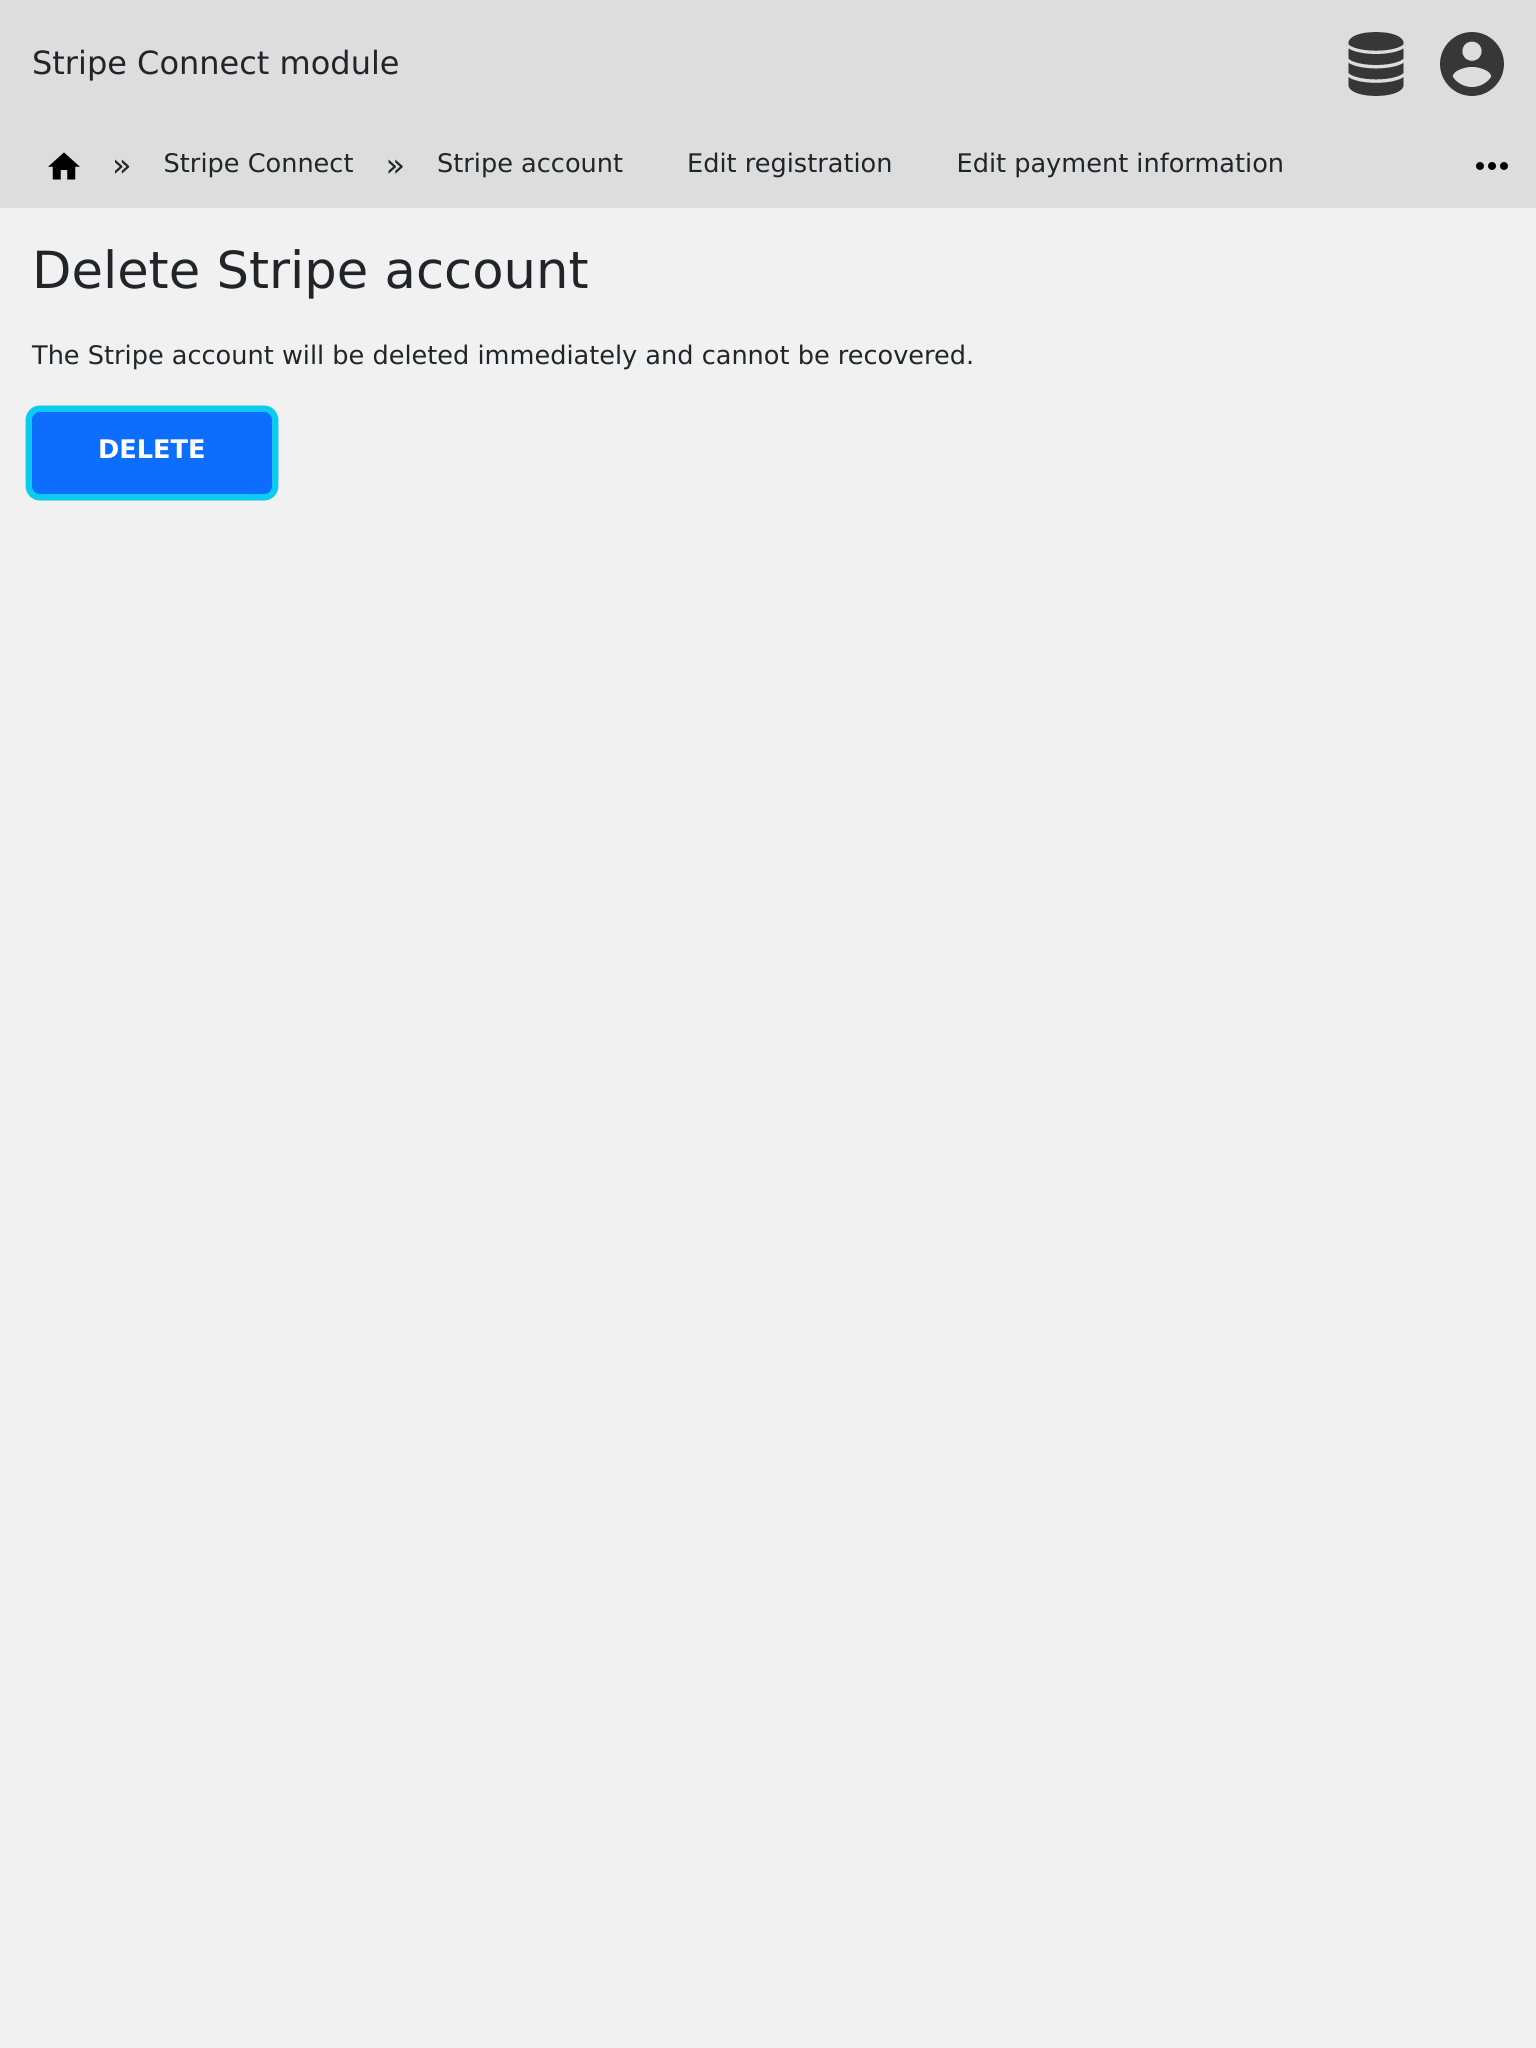 Stripe Connect module
» Stripe Connect » Stripe account Edit registration Edit payment information
Delete Stripe account
The Stripe account will be deleted immediately and cannot be recovered.
DELETE